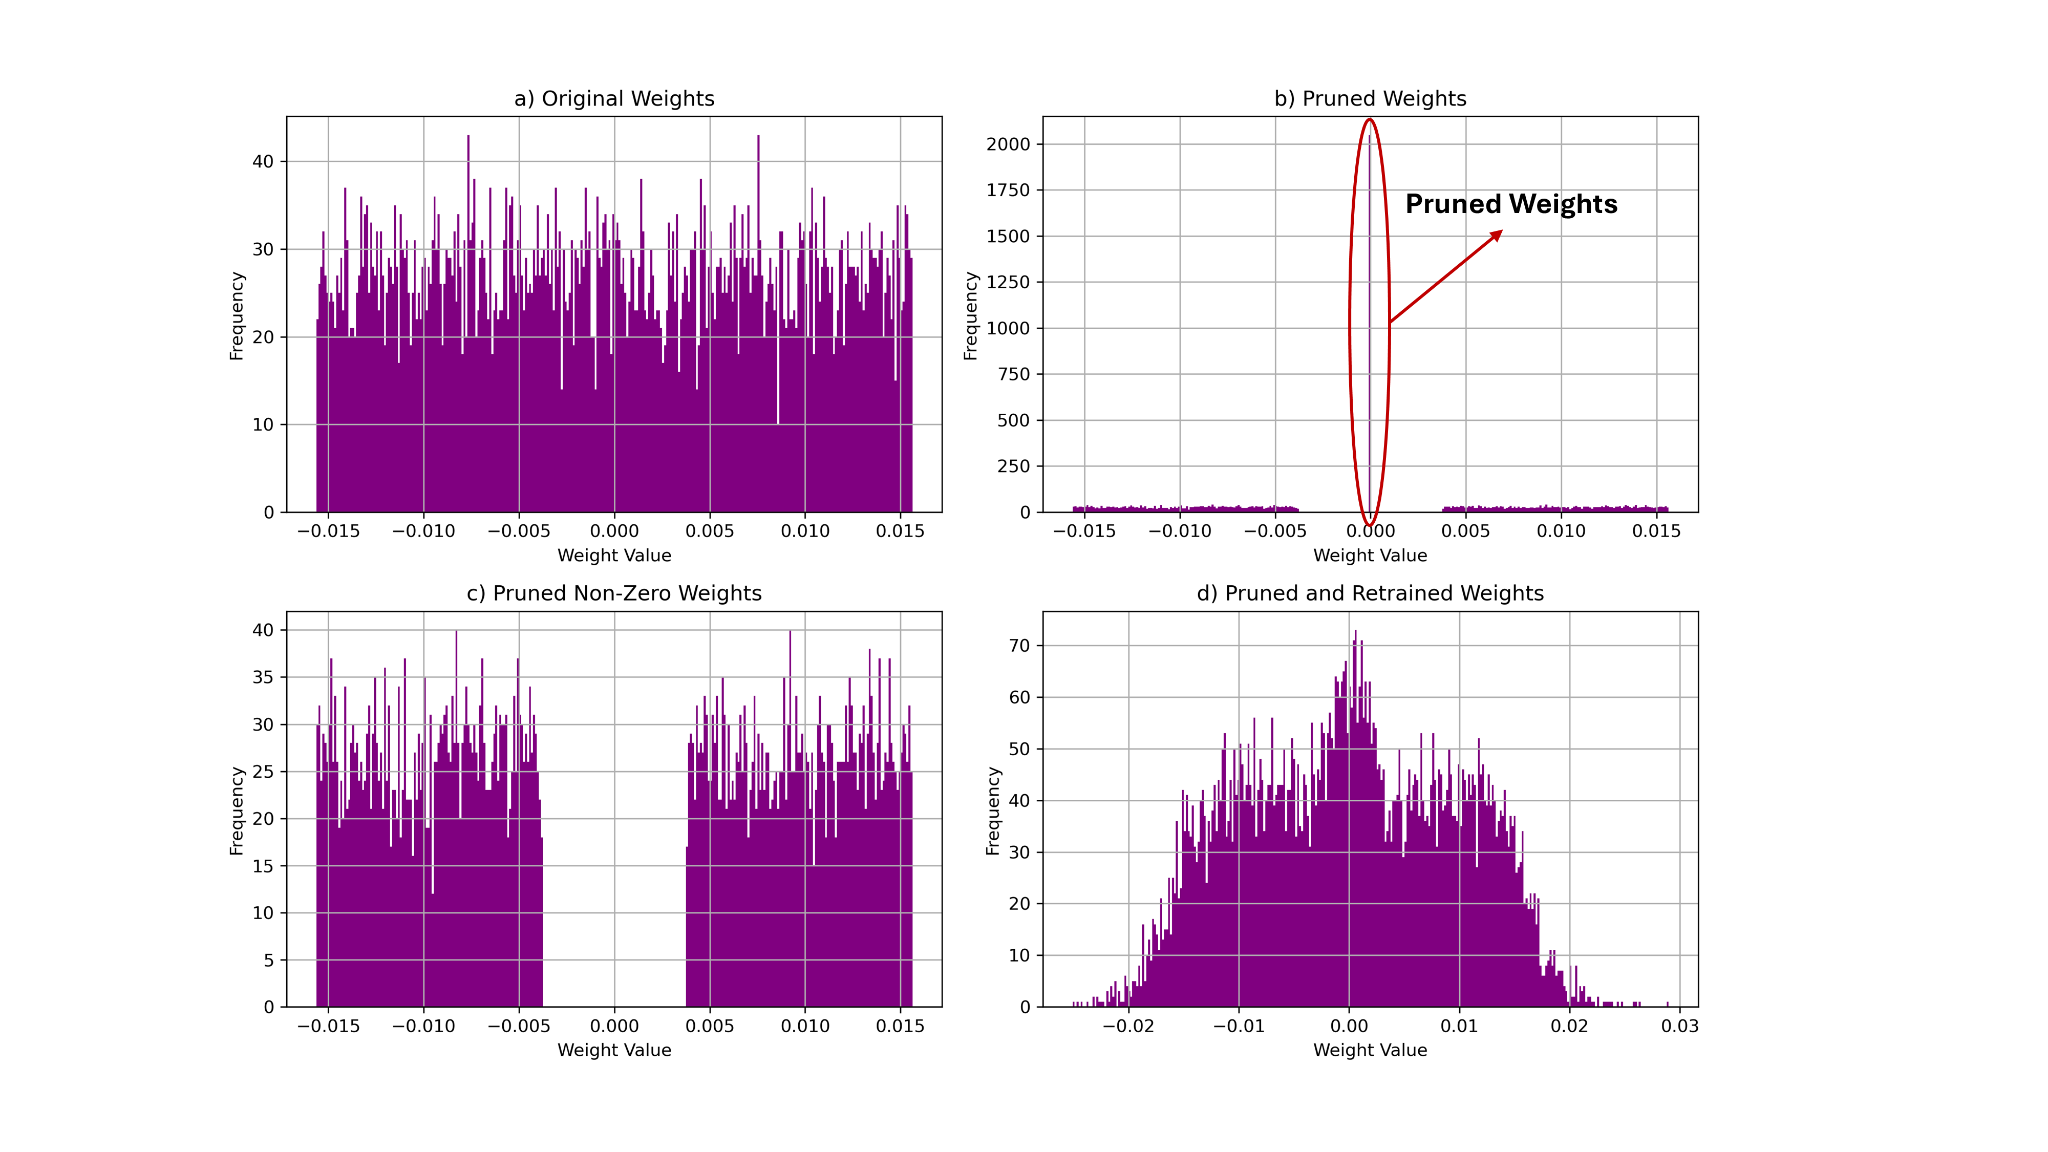 a) Original Weights
40
30
20
10
0
Frequency
−0.015 −0.010 −0.005 0.000 0.005 0.010 0.015
Weight Value
b) Pruned Weights
2000
1750
1500
1250
1000
750
500
250
0
Frequency
Pruned Weights
−0.015 −0.010 −0.005 0.000 0.005 0.010 0.015
Weight Value
c) Pruned Non-Zero Weights
40
35
30
25
20
15
10
5
0
Frequency
−0.015 −0.010 −0.005 0.000 0.005 0.010 0.015
Weight Value
d) Pruned and Retrained Weights
70
60
50
40
30
20
10
0
Frequency
−0.02 −0.01 0.00 0.01 0.02 0.03
Weight Value